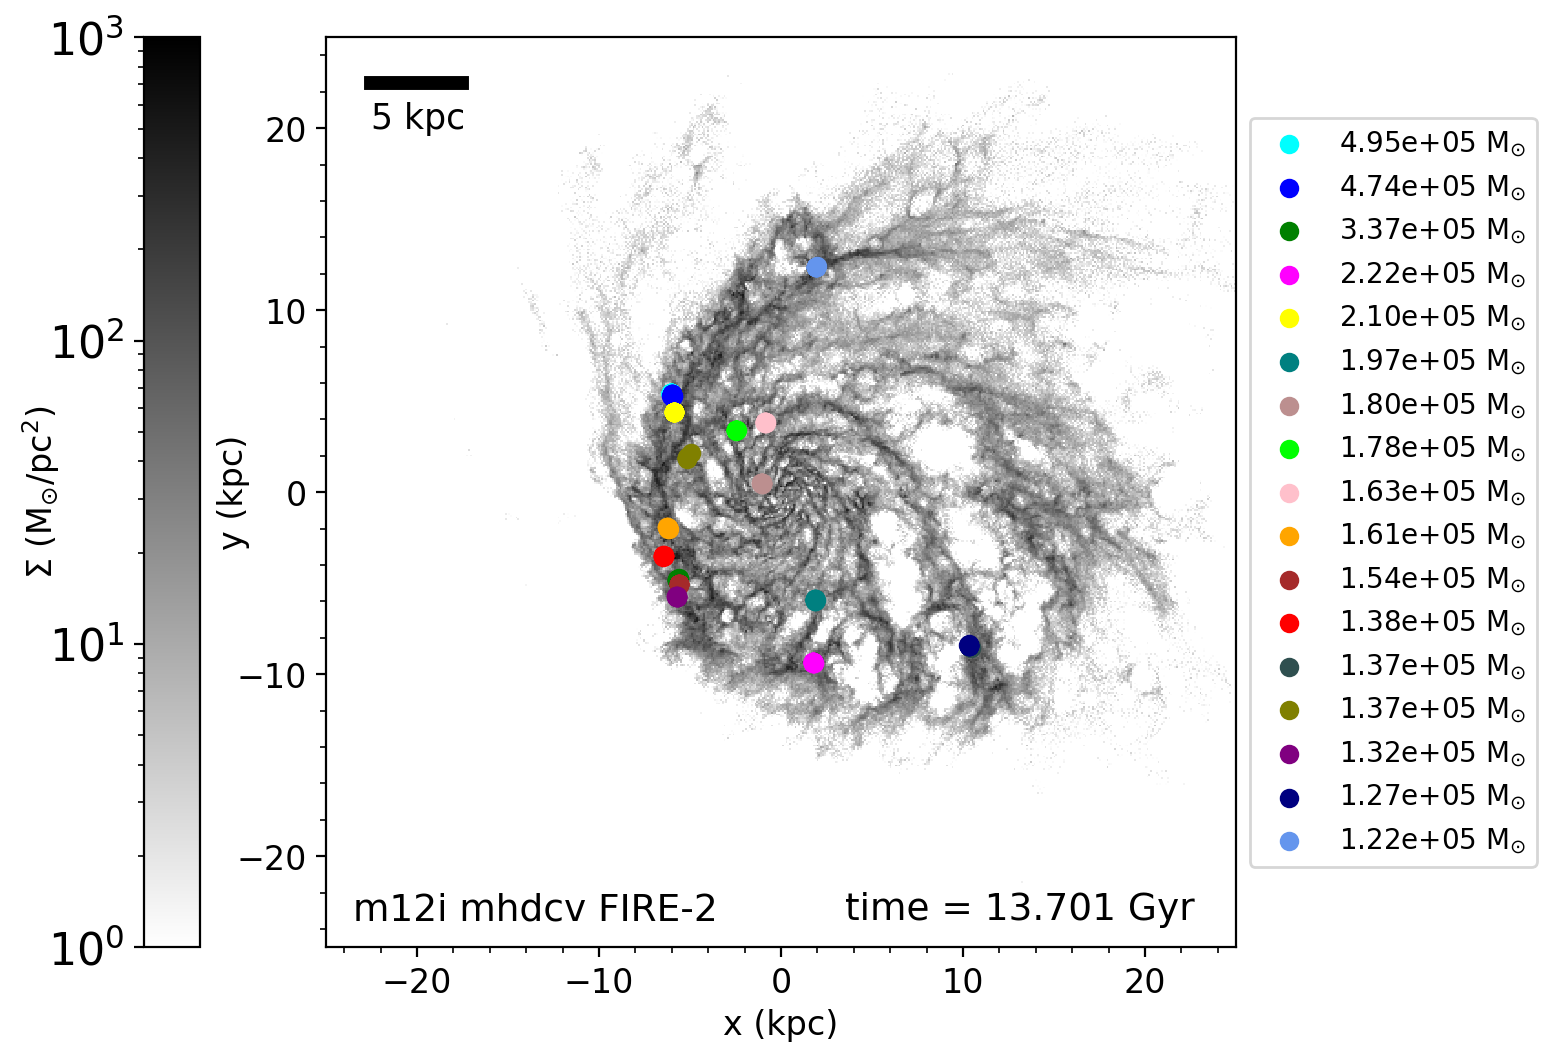 10³
10²
10¹
10⁰
Σ (M⊙/pc²)
y (kpc)
20
10
0
−10
−20
5 kpc
m12i mhdcv FIRE-2
time = 13.701 Gyr
−20
−10
0
10
20
x (kpc)
4.95e+05 M⊙
4.74e+05 M⊙
3.37e+05 M⊙
2.22e+05 M⊙
2.10e+05 M⊙
1.97e+05 M⊙
1.80e+05 M⊙
1.78e+05 M⊙
1.63e+05 M⊙
1.61e+05 M⊙
1.54e+05 M⊙
1.38e+05 M⊙
1.37e+05 M⊙
1.37e+05 M⊙
1.32e+05 M⊙
1.27e+05 M⊙
1.22e+05 M⊙